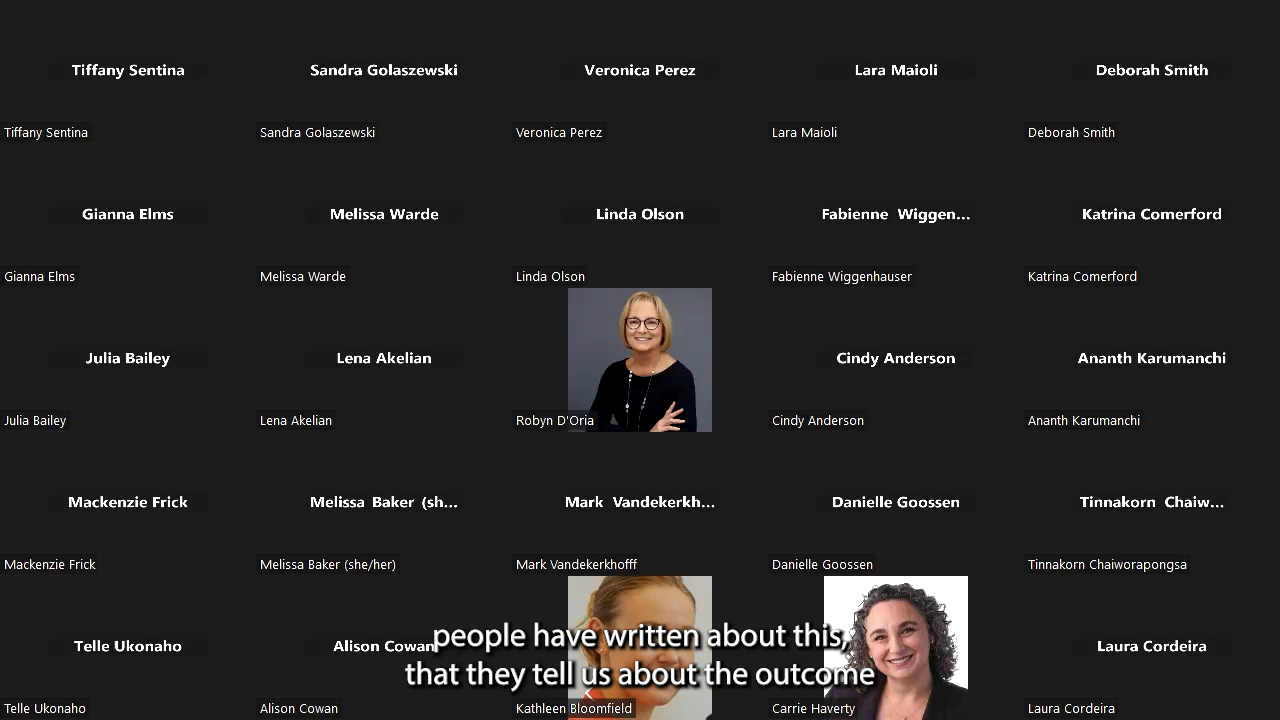 Tiffany Sentina
Sandra Golaszewski
Veronica Perez
Lara Maioli
Deborah Smith
Tiffany Sentina
Sandra Golaszewski
Veronica Perez
Lara Maioli
Deborah Smith
Gianna Elms
Melissa Warde
Linda Olson
Fabienne Wiggen...
Katrina Comerford
Gianna Elms
Melissa Warde
Linda Olson
Fabienne Wiggenhauser
Katrina Comerford
Julia Bailey
Lena Akelian
Cindy Anderson
Ananth Karumanchi
Julia Bailey
Lena Akelian
Robyn D'Oria
Cindy Anderson
Ananth Karumanchi
Mackenzie Frick
Melissa Baker (sh...
Mark Vandekerkh...
Danielle Goossen
Tinnakorn Chaiw...
Mackenzie Frick
Melissa Baker (she/her)
Mark Vandekerkhofff
Danielle Goossen
Tinnakorn Chaiworapongsa
Telle Ukonaho
Alison Cowan
Laura Cordeira
people have written about this,
that they tell us about the outcome
Telle Ukonaho
Alison Cowan
Kathleen Bloomfield
Carrie Haverty
Laura Cordeira